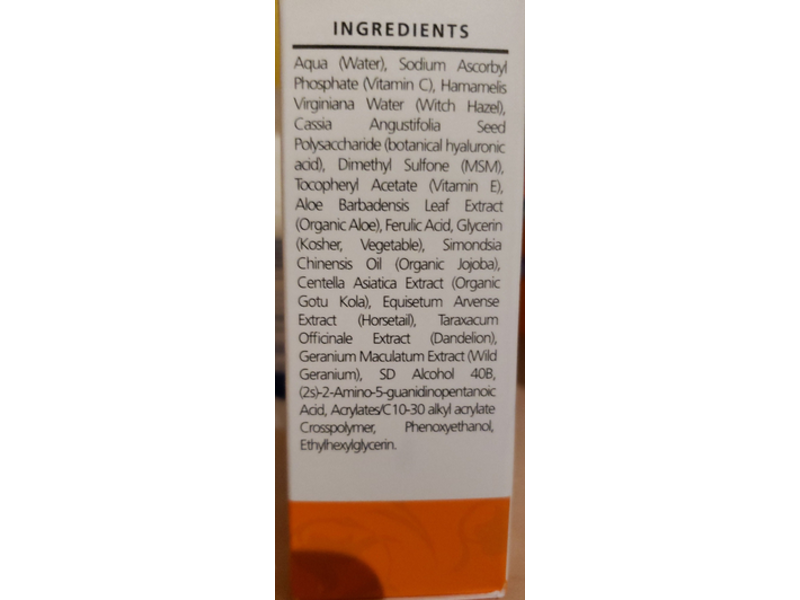 INGREDIENTS
Aqua (Water), Sodium Ascorbyl
Phosphate (Vitamin C), Hamamelis
Virginiana Water (Witch Hazel),
Cassia Angustifolia Seed
Polysaccharide (botanical hyaluronic
acid), Dimethyl Sulfone (MSM),
Tocopheryl Acetate (Vitamin E),
Aloe Barbadensis Leaf Extract
(Organic Aloe), Ferulic Acid, Glycerin
(Kosher, Vegetable), Simondsia
Chinensis Oil (Organic Jojoba),
Centella Asiatica Extract (Organic
Gotu Kola), Equisetum Arvense
Extract (Horsetail), Taraxacum
Officinale Extract (Dandelion),
Geranium Maculatum Extract (Wild
Geranium), SD Alcohol 40B,
(2s)-2-Amino-5-guanidinopentanoic
Acid, Acrylates/C10-30 alkyl acrylate
Crosspolymer, Phenoxyethanol,
Ethylhexylglycerin.